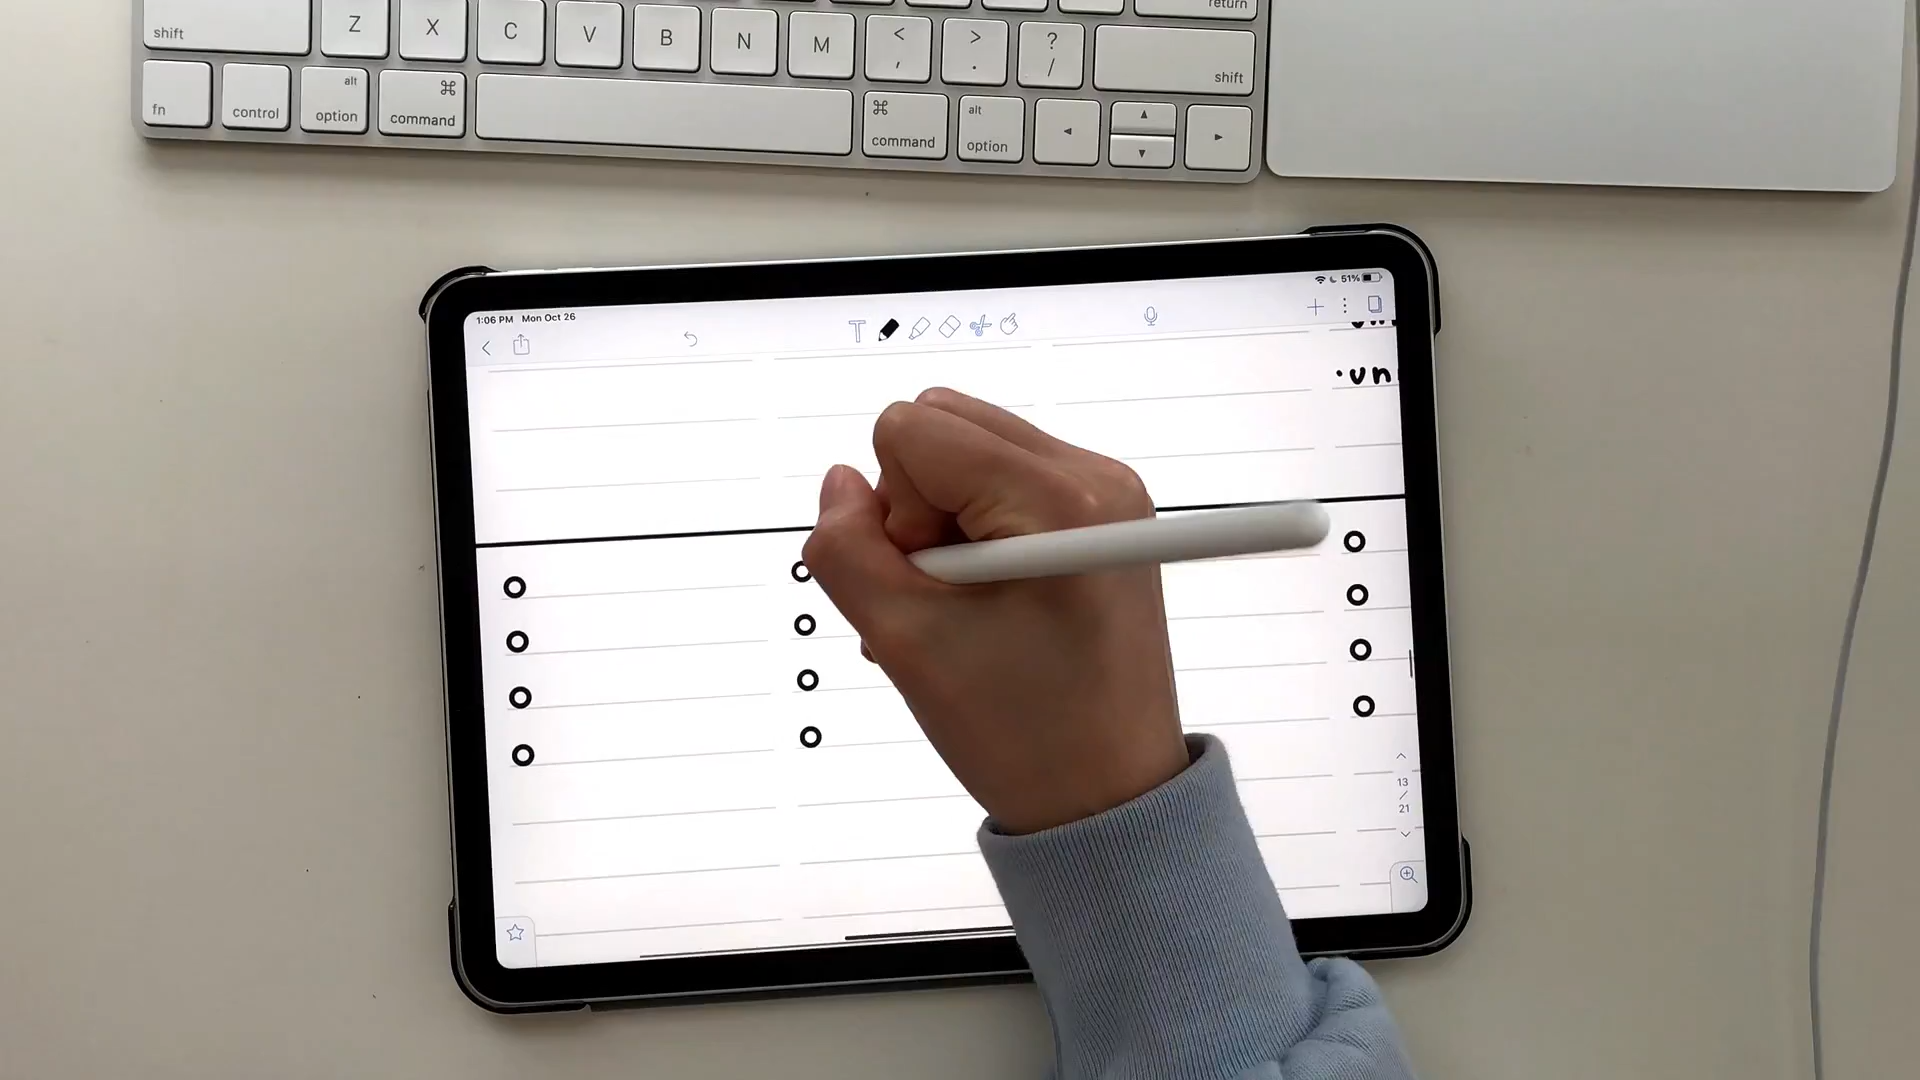 return
shift Z X C V B N M < , > . ? / shift
fn control alt option ⌘ command ⌘ command alt option
1:06 PM Mon Oct 26
51%
T
13
/
21